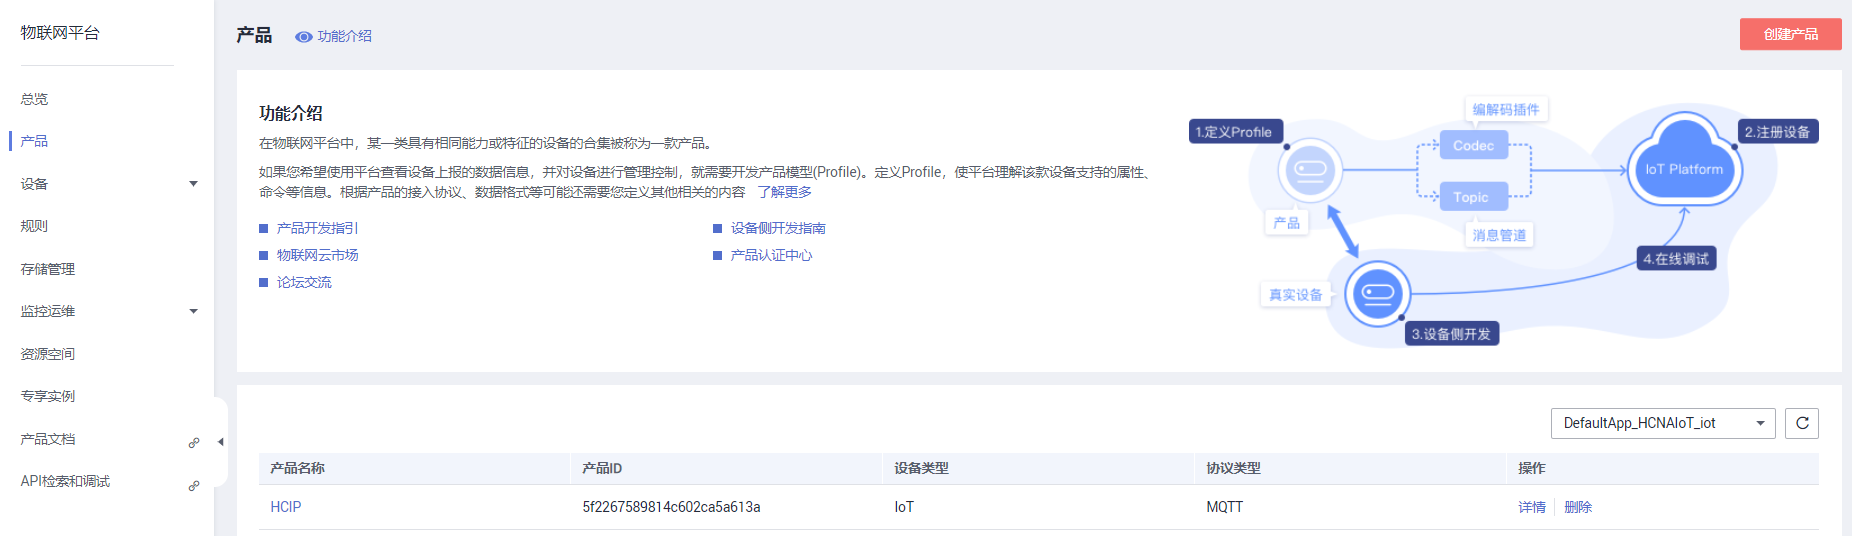 物联网平台
总览
产品
设备
规则
存储管理
监控运维
资源空间
专享实例
产品文档
API检索和调试
产品
功能介绍
创建产品
功能介绍
在物联网平台中，某一类具有相同能力或特征的设备的合集被称为一款产品。
如果您希望使用平台查看设备上报的数据信息，并对设备进行管理控制，就需要开发产品模型(Profile)。定义Profile，使平台理解该款设备支持的属性、
命令等信息。根据产品的接入协议、数据格式等可能还需要您定义其他相关的内容 了解更多
产品开发指引
设备侧开发指南
物联网云市场
产品认证中心
论坛交流
编解码插件
1.定义Profile
2.注册设备
Codec
IoT Platform
Topic
产品
消息管道
4.在线调试
真实设备
3.设备侧开发
DefaultApp_HCNAIoT_iot
产品名称 产品ID 设备类型 协议类型 操作
HCIP 5f2267589814c602ca5a613a IoT MQTT 详情 删除